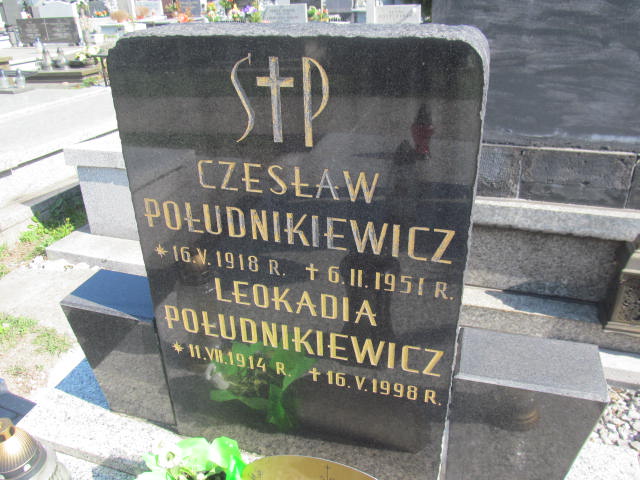 S✝P
CZESŁAW
POŁUDNIKIEWICZ
*16.V.1918 R. +6.II.1951 R.
LEOKADIA
POŁUDNIKIEWICZ
*11.VII.1914 R. +16.V.1998 R.